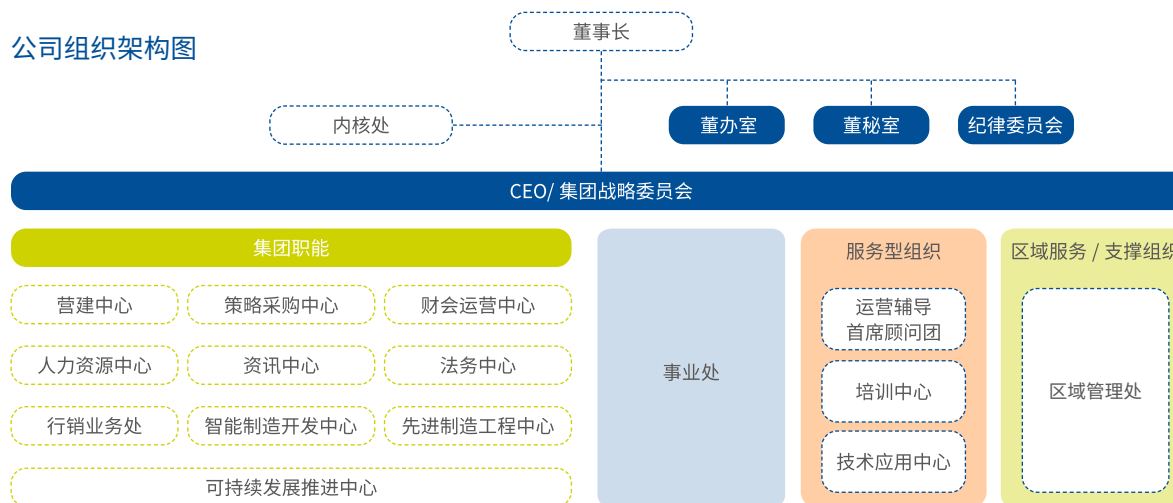 公司组织架构图
董事长
内核处
董办室
董秘室
纪律委员会
CEO/ 集团战略委员会
集团职能
营建中心
策略采购中心
财会运营中心
人力资源中心
资讯中心
法务中心
行销业务处
智能制造开发中心
先进制造工程中心
可持续发展推进中心
事业处
服务型组织
运营辅导
首席顾问团
培训中心
技术应用中心
区域服务 / 支撑组织
区域管理处